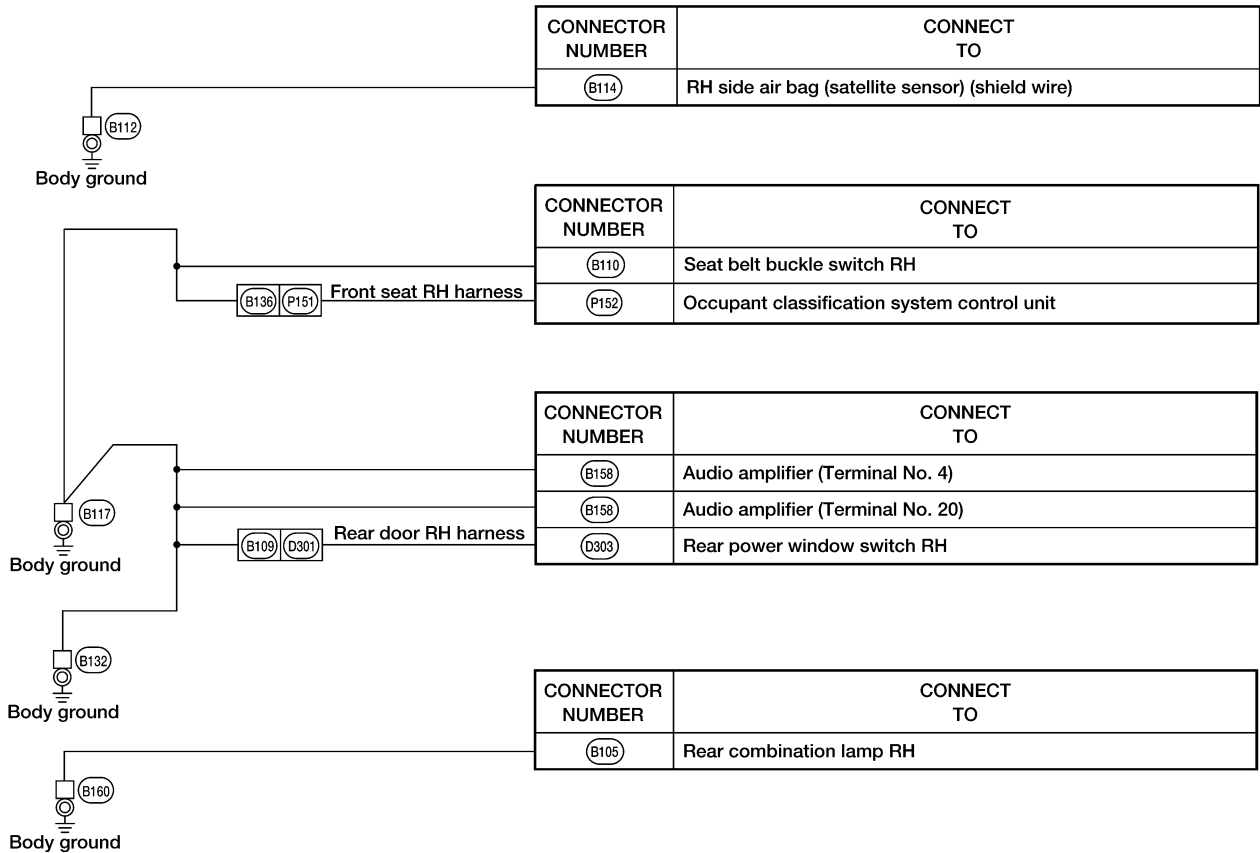 CONNECTOR NUMBER CONNECT TO
B114 RH side air bag (satellite sensor) (shield wire)
B112
Body ground
CONNECTOR NUMBER CONNECT TO
B110 Seat belt buckle switch RH
B136 P151 Front seat RH harness P152 Occupant classification system control unit
CONNECTOR NUMBER CONNECT TO
B158 Audio amplifier (Terminal No. 4)
B158 Audio amplifier (Terminal No. 20)
B117
B109 D301 Rear door RH harness D303 Rear power window switch RH
Body ground
B132
Body ground
CONNECTOR NUMBER CONNECT TO
B105 Rear combination lamp RH
B160
Body ground